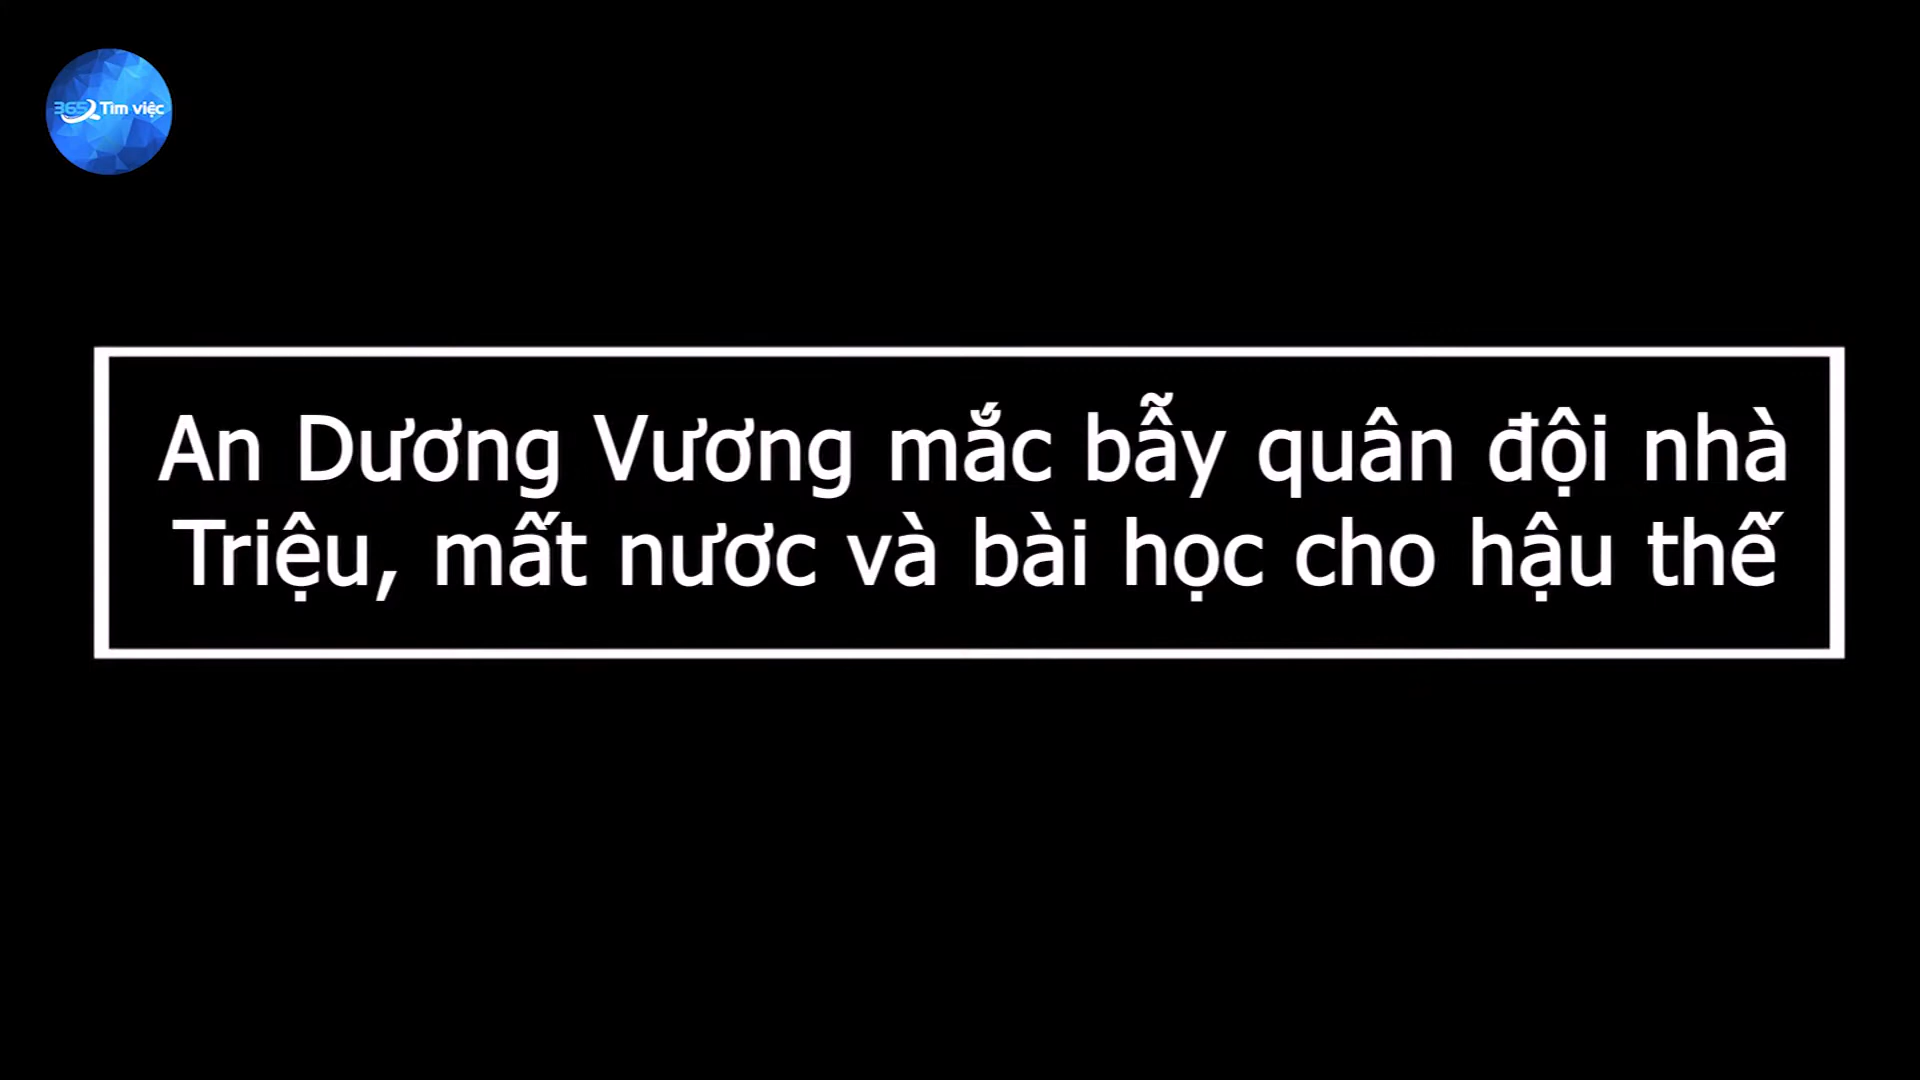 365 Tìm việc
An Dương Vương mắc bẫy quân đội nhà
Triệu, mất nươc và bài học cho hậu thế